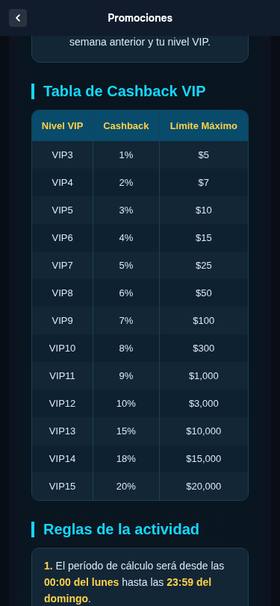 Promociones
semana anterior y tu nivel VIP.
Tabla de Cashback VIP
Nivel VIP Cashback Límite Máximo
VIP3 1% $5
VIP4 2% $7
VIP5 3% $10
VIP6 4% $15
VIP7 5% $25
VIP8 6% $50
VIP9 7% $100
VIP10 8% $300
VIP11 9% $1,000
VIP12 10% $3,000
VIP13 15% $10,000
VIP14 18% $15,000
VIP15 20% $20,000
Reglas de la actividad
1. El período de cálculo será desde las
00:00 del lunes hasta las 23:59 del
domingo.